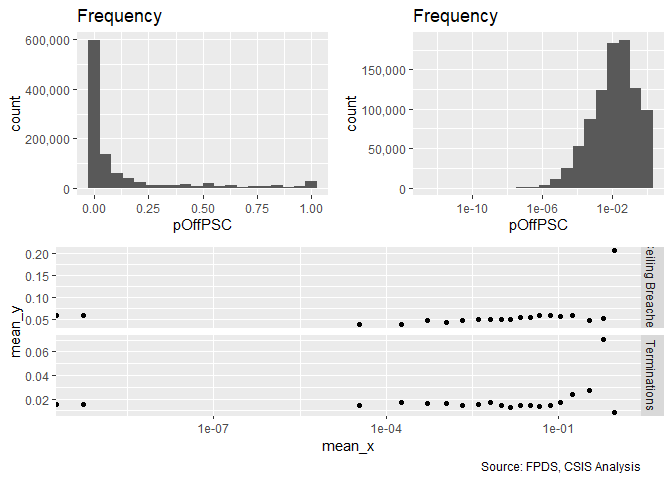 Frequency
600,000
400,000
200,000
0
count
0.00 0.25 0.50 0.75 1.00
pOffPSC
Frequency
150,000
100,000
50,000
0
count
1e-10 1e-06 1e-02
pOffPSC
0.20
0.15
0.10
0.05
Ceiling Breache
0.06
0.04
0.02
Terminations
mean_y
1e-07 1e-04 1e-01
mean_x
Source: FPDS, CSIS Analysis